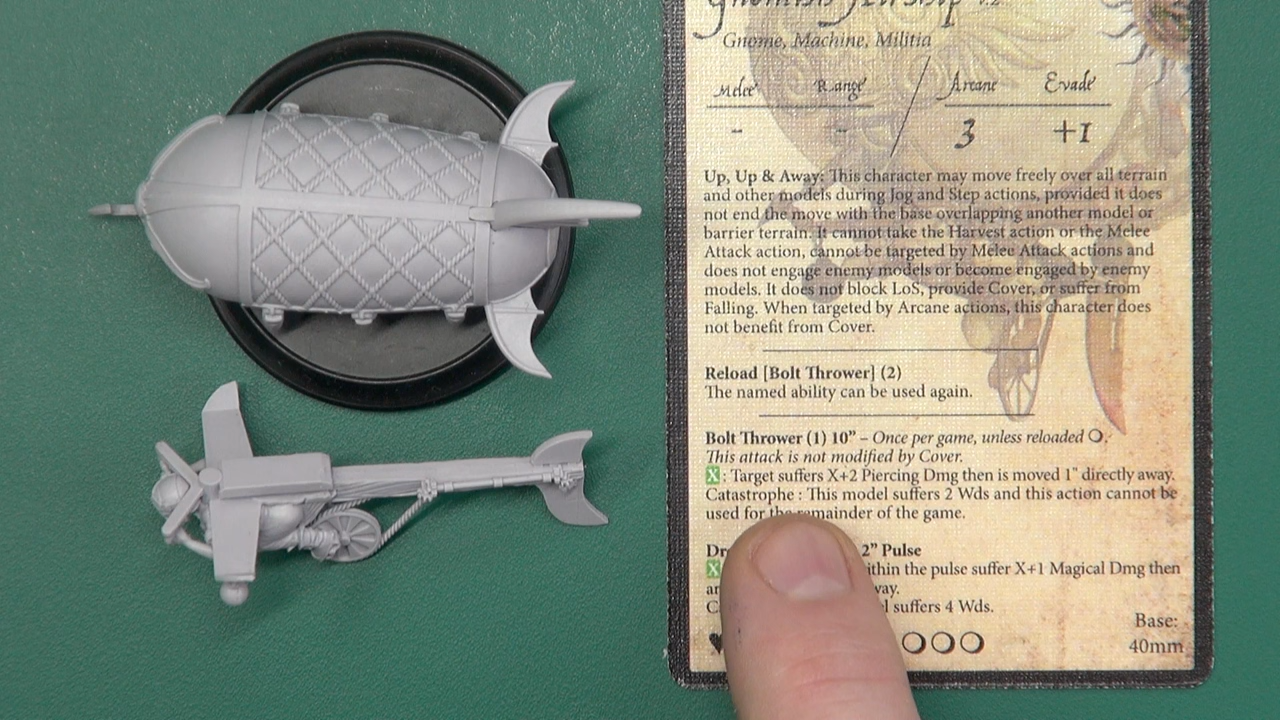 Gnomish Airship v.2
Gnome, Machine, Militia
Melee Range Arcane Evade
- - / 3 +1
Up, Up & Away: This character may move freely over all terrain
and other models during Jog and Step actions, provided it does
not end the move with the base overlapping another model or
barrier terrain. It cannot take the Harvest action or the Melee
Attack action, cannot be targeted by Melee Attack actions and
does not engage enemy models or become engaged by enemy
models. It does not block LoS, provide Cover, or suffer from
Falling. When targeted by Arcane actions, this character does
not benefit from Cover.
Reload [Bolt Thrower] (2)
The named ability can be used again.
Bolt Thrower (1) 10" – Once per game, unless reloaded ❍.
This attack is not modified by Cover.
X : Target suffers X+2 Piercing Dmg then is moved 1" directly away.
Catastrophe : This model suffers 2 Wds and this action cannot be
used for the remainder of the game.
2" Pulse
X within the pulse suffer X+1 Magical Dmg then
suffers 4 Wds.
Base:
40mm